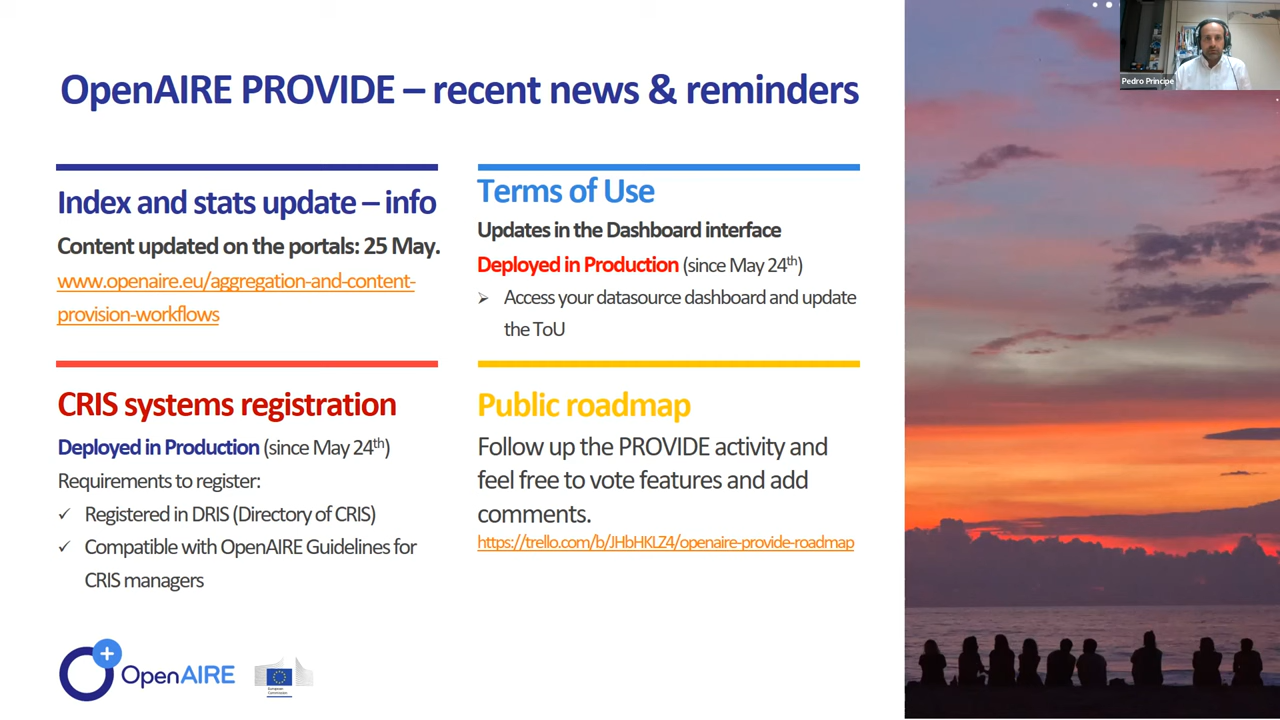 OpenAIRE PROVIDE – recent news & reminders
Index and stats update – info
Content updated on the portals: 25 May.
www.openaire.eu/aggregation-and-content-
provision-workflows
Terms of Use
Updates in the Dashboard interface
Deployed in Production (since May 24th)
➢ Access your datasource dashboard and update
the ToU
CRIS systems registration
Deployed in Production (since May 24th)
Requirements to register:
✓ Registered in DRIS (Directory of CRIS)
✓ Compatible with OpenAIRE Guidelines for
CRIS managers
Public roadmap
Follow up the PROVIDE activity and
feel free to vote features and add
comments.
https://trello.com/b/JHbHKLZ4/openaire-provide-roadmap
OpenAIRE
European
Commission
Pedro Principe